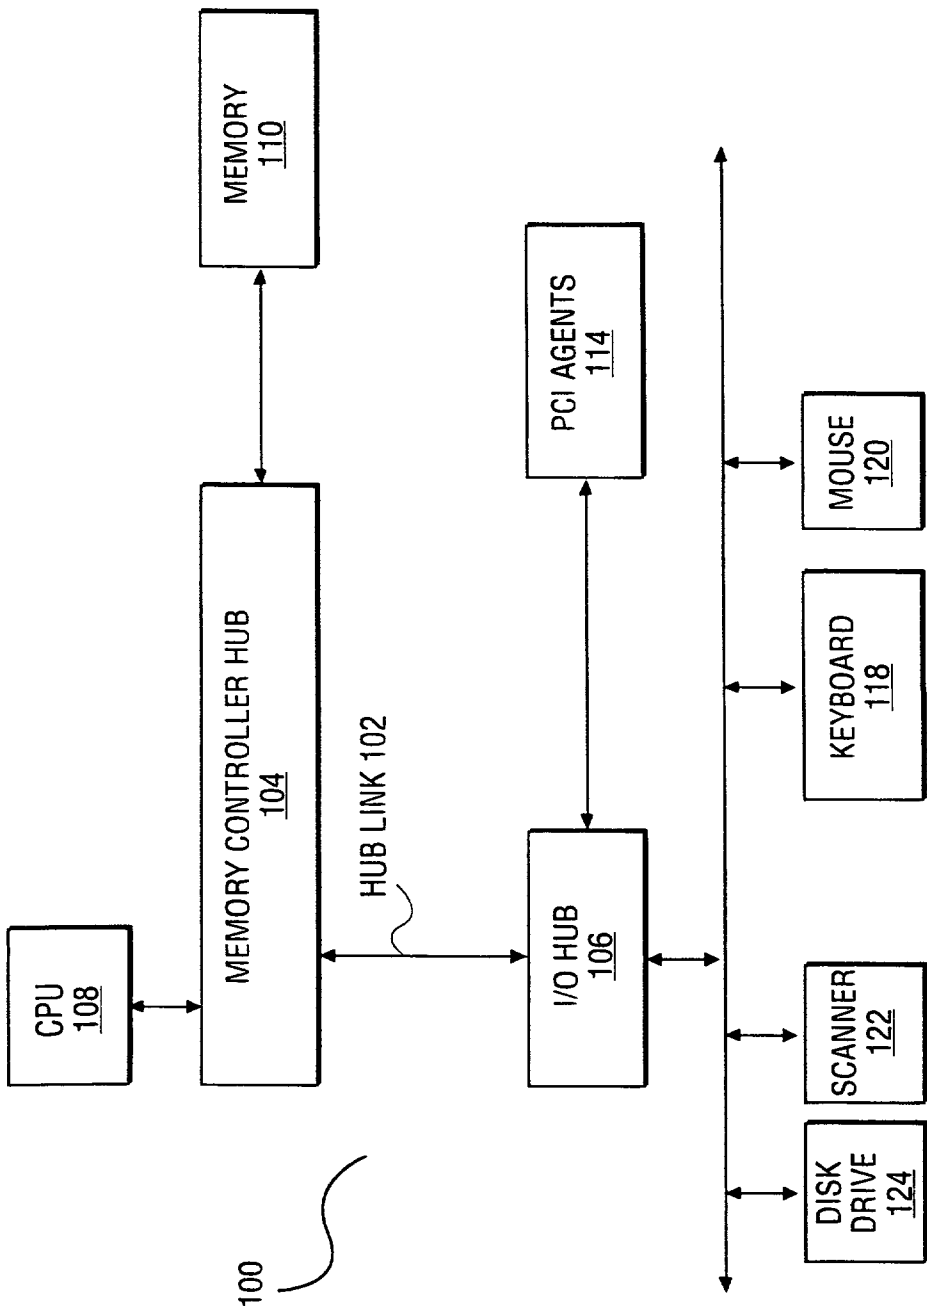 CPU
108
MEMORY CONTROLLER HUB
104
MEMORY
110
HUB LINK 102
I/O HUB
106
PCI AGENTS
114
DISK
DRIVE
124
SCANNER
122
KEYBOARD
118
MOUSE
120
100